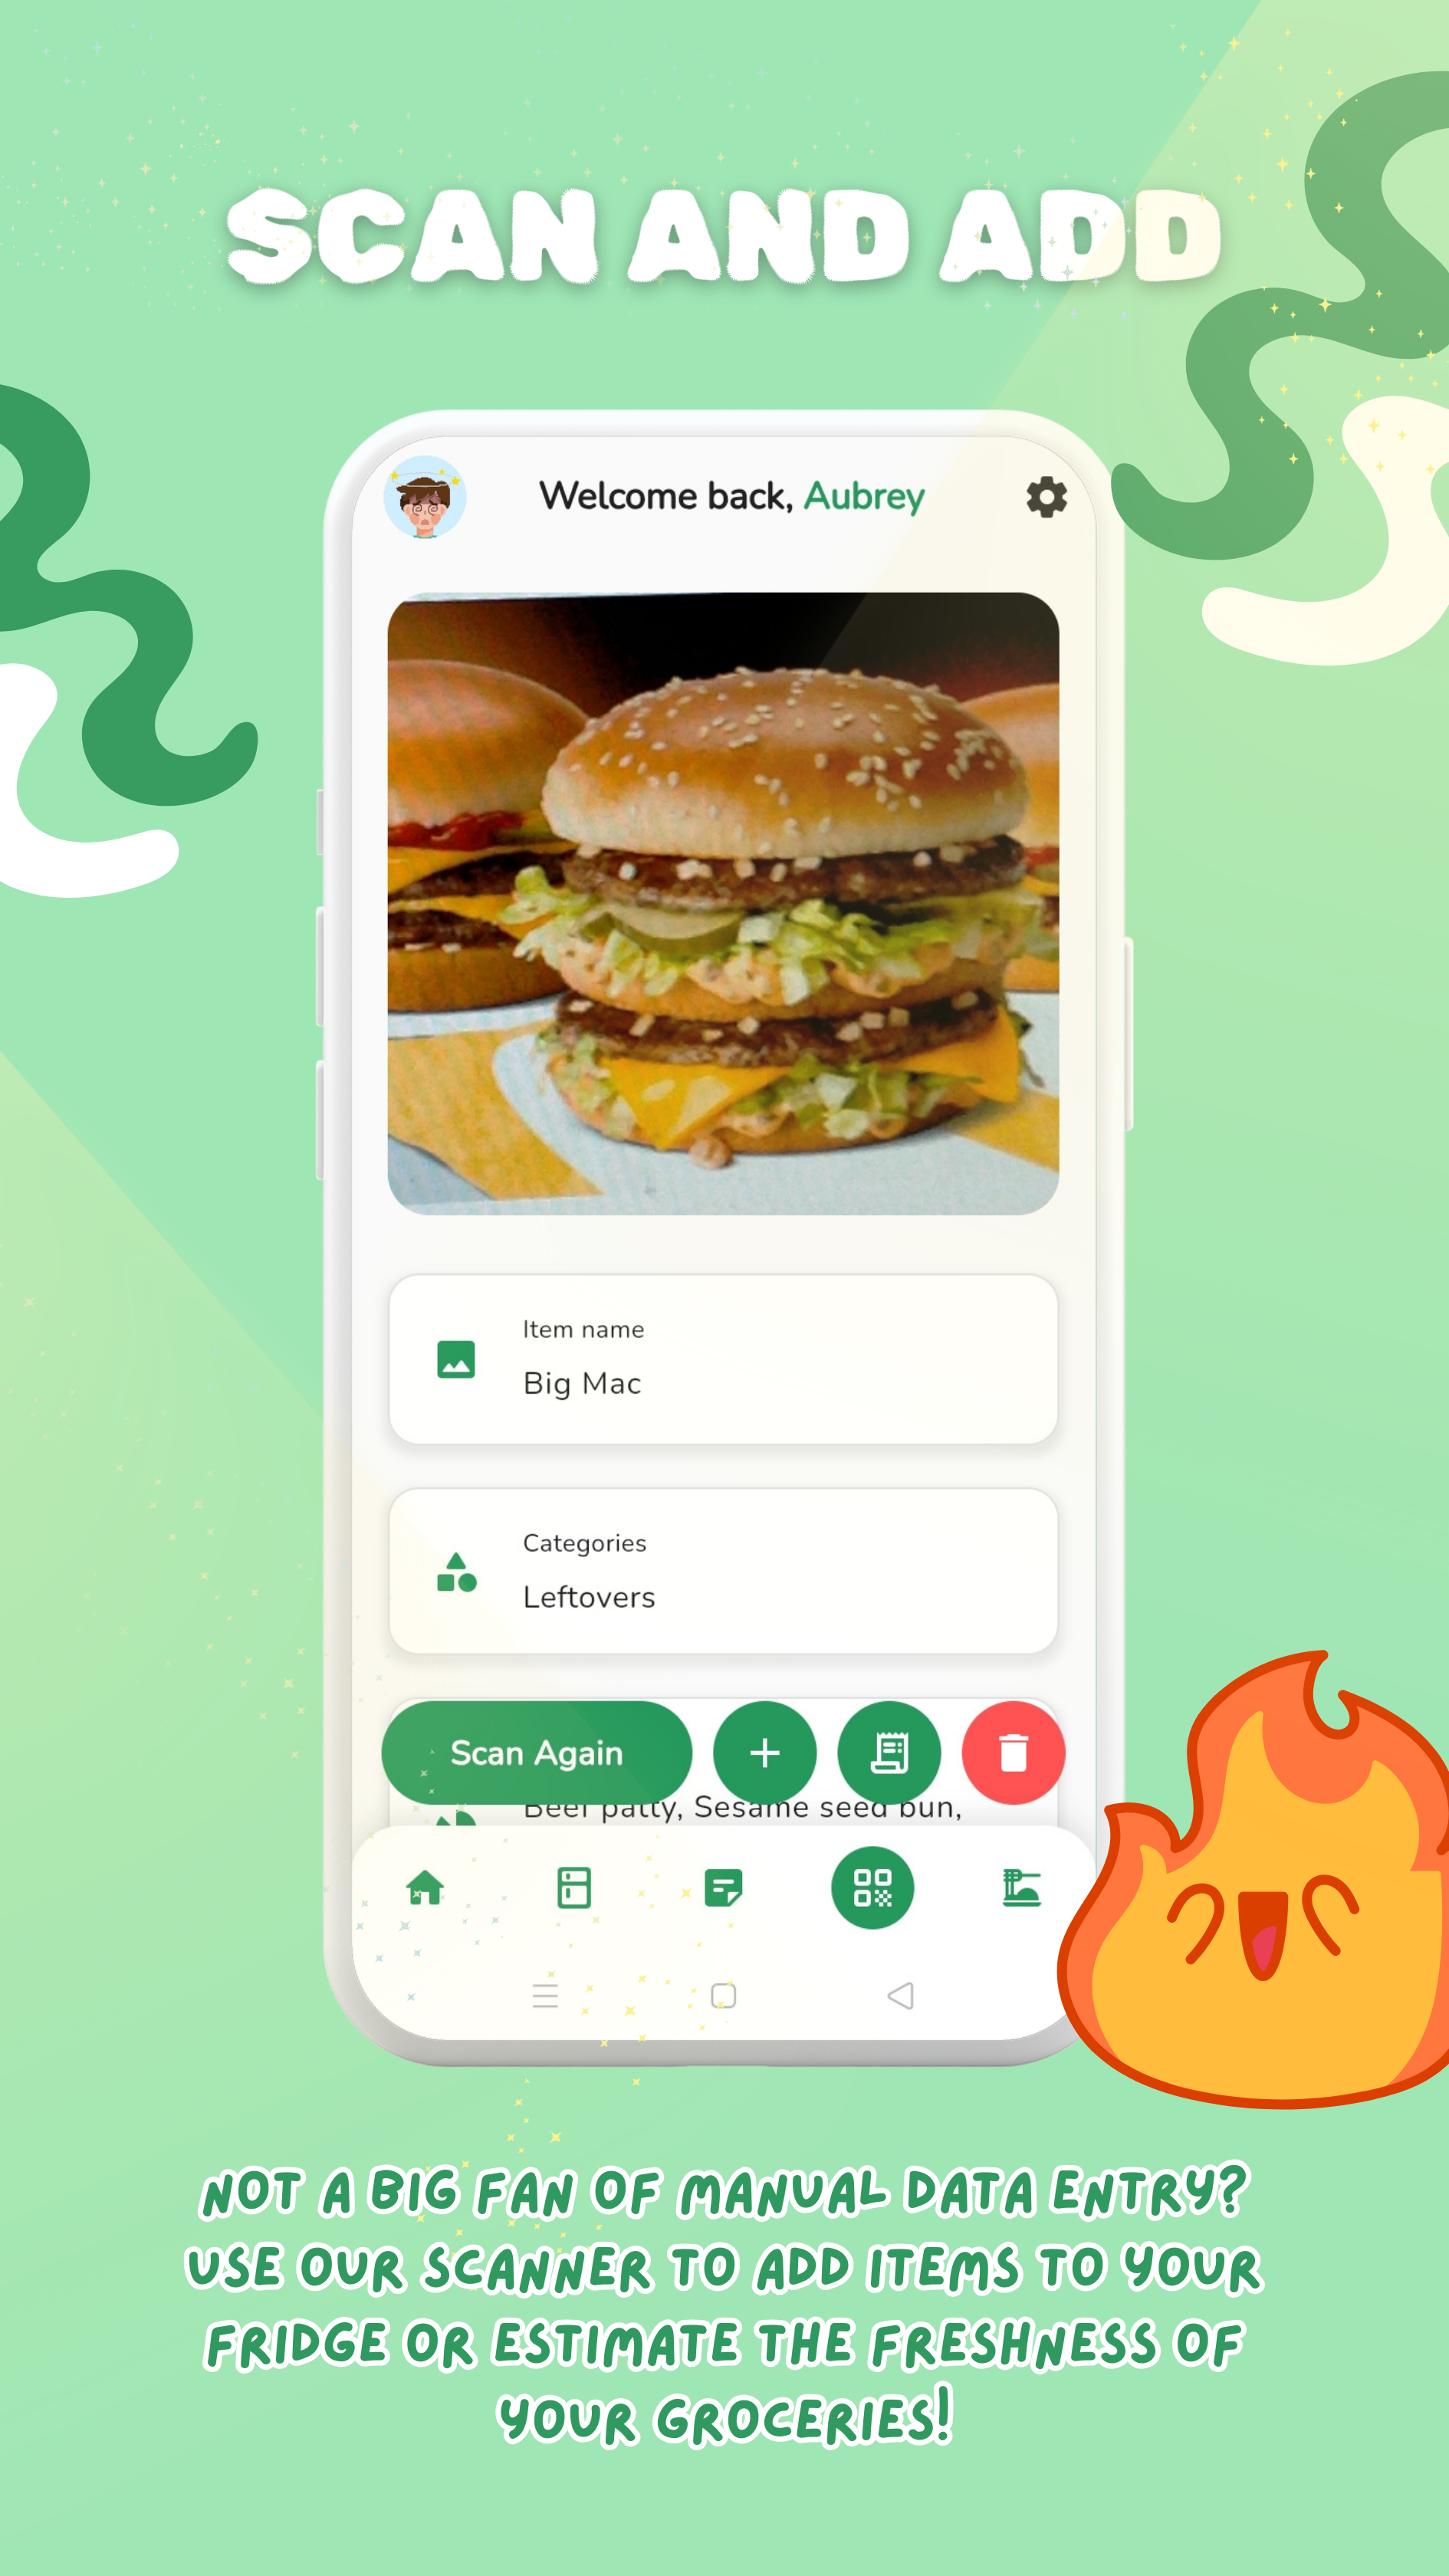 SCAN AND ADD
Welcome back, Aubrey
Item name
Big Mac
Categories
Leftovers
Scan Again
Beef patty, Sesame seed bun,
NOT A BIG FAN OF MANUAL DATA ENTRY?
USE OUR SCANNER TO ADD ITEMS TO YOUR
FRIDGE OR ESTIMATE THE FRESHNESS OF
YOUR GROCERIES!